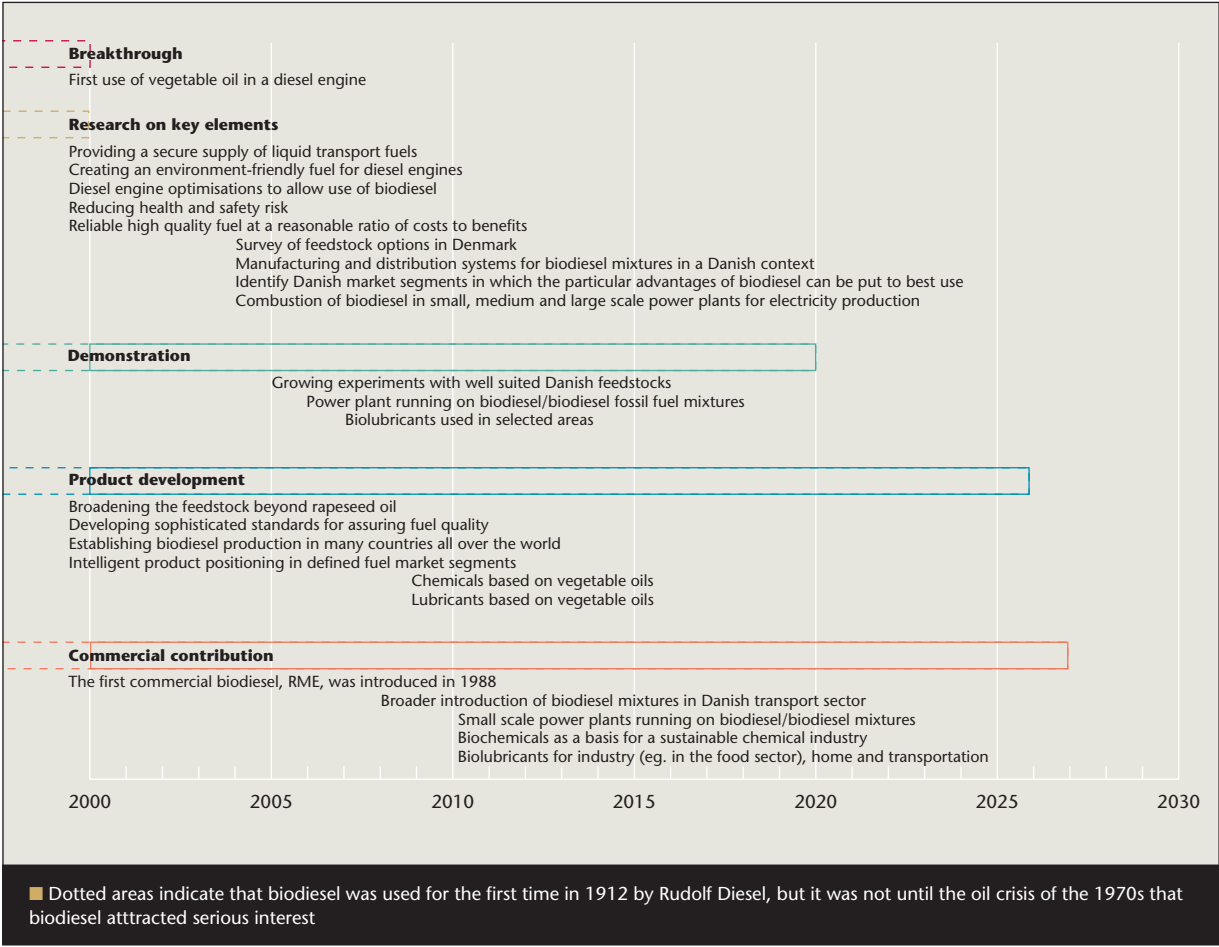 Breakthrough
First use of vegetable oil in a diesel engine
Research on key elements
Providing a secure supply of liquid transport fuels
Creating an environment-friendly fuel for diesel engines
Diesel engine optimisations to allow use of biodiesel
Reducing health and safety risk
Reliable high quality fuel at a reasonable ratio of costs to benefits
Survey of feedstock options in Denmark
Manufacturing and distribution systems for biodiesel mixtures in a Danish context
Identify Danish market segments in which the particular advantages of biodiesel can be put to best use
Combustion of biodiesel in small, medium and large scale power plants for electricity production
Demonstration
Growing experiments with well suited Danish feedstocks
Power plant running on biodiesel/biodiesel fossil fuel mixtures
Biolubricants used in selected areas
Product development
Broadening the feedstock beyond rapeseed oil
Developing sophisticated standards for assuring fuel quality
Establishing biodiesel production in many countries all over the world
Intelligent product positioning in defined fuel market segments
Chemicals based on vegetable oils
Lubricants based on vegetable oils
Commercial contribution
The first commercial biodiesel, RME, was introduced in 1988
Broader introduction of biodiesel mixtures in Danish transport sector
Small scale power plants running on biodiesel/biodiesel mixtures
Biochemicals as a basis for a sustainable chemical industry
Biolubricants for industry (eg. in the food sector), home and transportation
2000 2005 2010 2015 2020 2025 2030
Dotted areas indicate that biodiesel was used for the first time in 1912 by Rudolf Diesel, but it was not until the oil crisis of the 1970s that
biodiesel atttracted serious interest